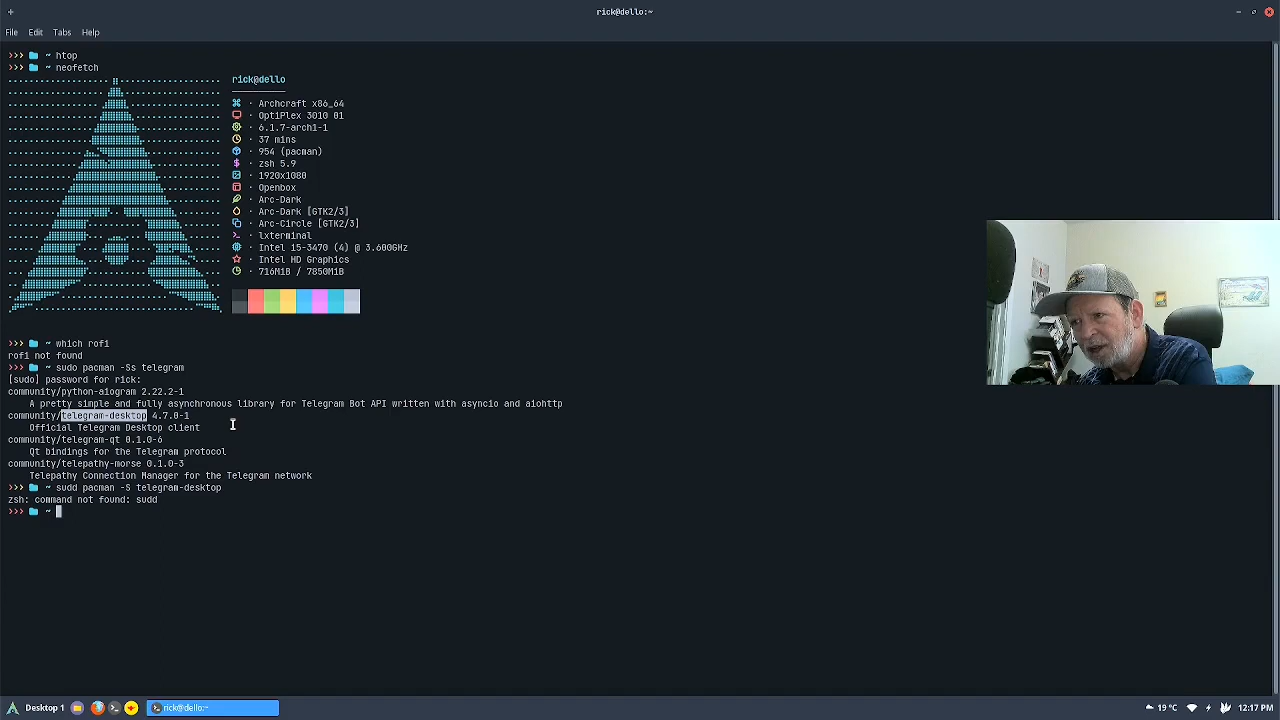 rick@dello:~
File Edit Tabs Help
>>> ~ htop
>>> ~ neofetch
rick@dello
· Archcraft x86_64
· OptiPlex 3010 01
· 6.1.7-arch1-1
· 37 mins
· 954 (pacman)
· zsh 5.9
· 1920x1080
· Openbox
· Arc-Dark
· Arc-Dark [GTK2/3]
· Arc-Circle [GTK2/3]
· lxterminal
· Intel i5-3470 (4) @ 3.600GHz
· Intel HD Graphics
· 716MiB / 7850MiB
>>> ~ which rofi
rofi not found
>>> ~ sudo pacman -Ss telegram
[sudo] password for rick:
community/python-aiogram 2.22.2-1
A pretty simple and fully asynchronous library for Telegram Bot API written with asyncio and aiohttp
community/telegram-desktop 4.7.0-1
Official Telegram Desktop client
community/telegram-qt 0.1.0-6
Qt bindings for the Telegram protocol
community/telepathy-morse 0.1.0-3
Telepathy Connection Manager for the Telegram network
>>> ~ sudd pacman -S telegram-desktop
zsh: command not found: sudd
>>> ~
Desktop 1 rick@dello:~ 19 °C 12:17 PM